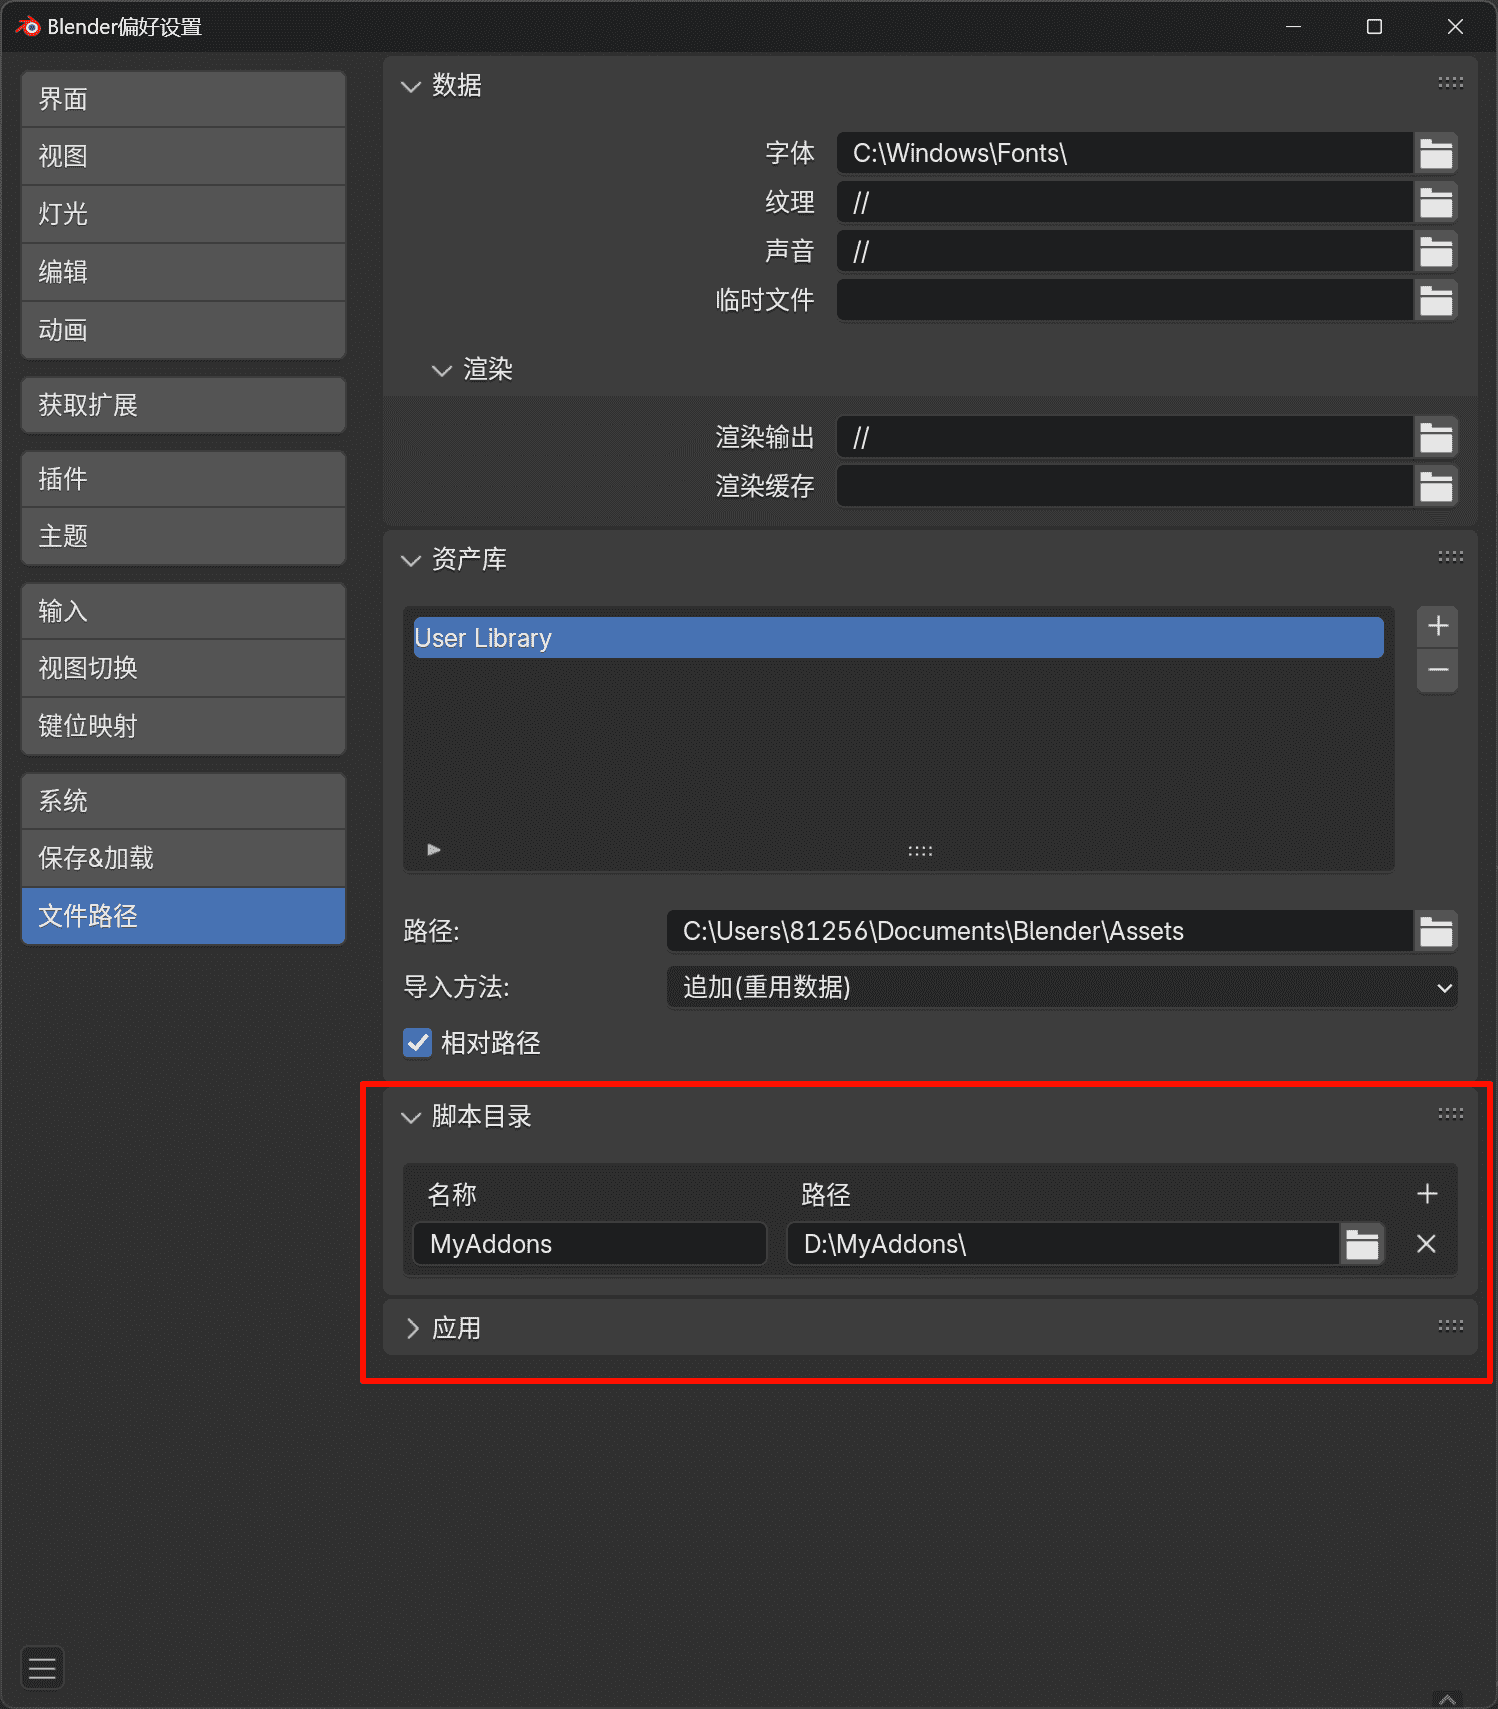 Blender偏好设置
界面
视图
灯光
编辑
动画
获取扩展
插件
主题
输入
视图切换
键位映射
系统
保存&加载
文件路径
数据
字体 C:\Windows\Fonts\
纹理 //
声音 //
临时文件
渲染
渲染输出 //
渲染缓存
资产库
User Library
路径: C:\Users\81256\Documents\Blender\Assets
导入方法: 追加(重用数据)
相对路径
脚本目录
名称 路径
MyAddons D:\MyAddons\
应用